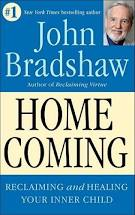 #1 New York Times bestselling author
John
Bradshaw
Author of Reclaiming Virtue
HOME
COMING
RECLAIMING and HEALING
YOUR INNER CHILD